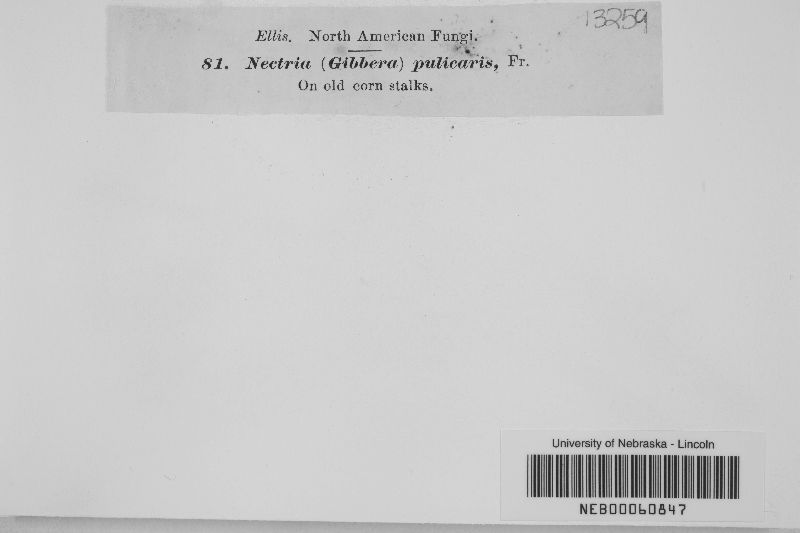 13259
Ellis. North American Fungi.
81. Nectria (Gibbera) pulicaris, Fr.
On old corn stalks.
University of Nebraska - Lincoln
NEB00060847